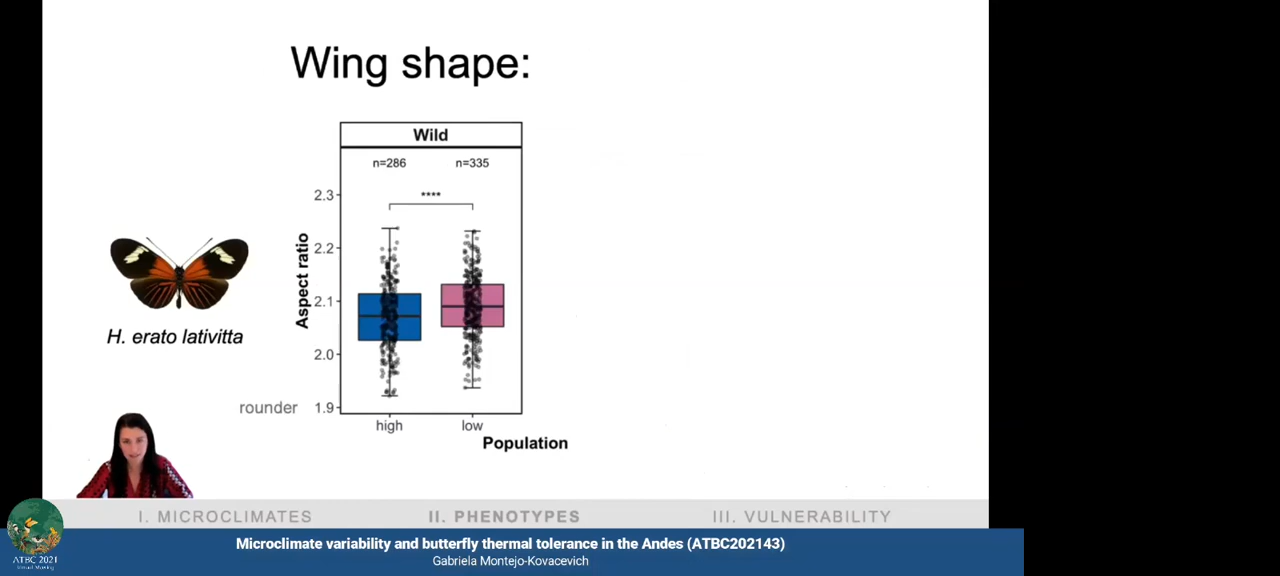 Wing shape:
Wild
n=286 n=335
****
2.3
2.2
2.1
2.0
1.9
Aspect ratio
H. erato lativitta
rounder
high low
Population
I. MICROCLIMATES II. PHENOTYPES III. VULNERABILITY
Microclimate variability and butterfly thermal tolerance in the Andes (ATBC202143)
Gabriela Montejo-Kovacevich
ATBC 2021